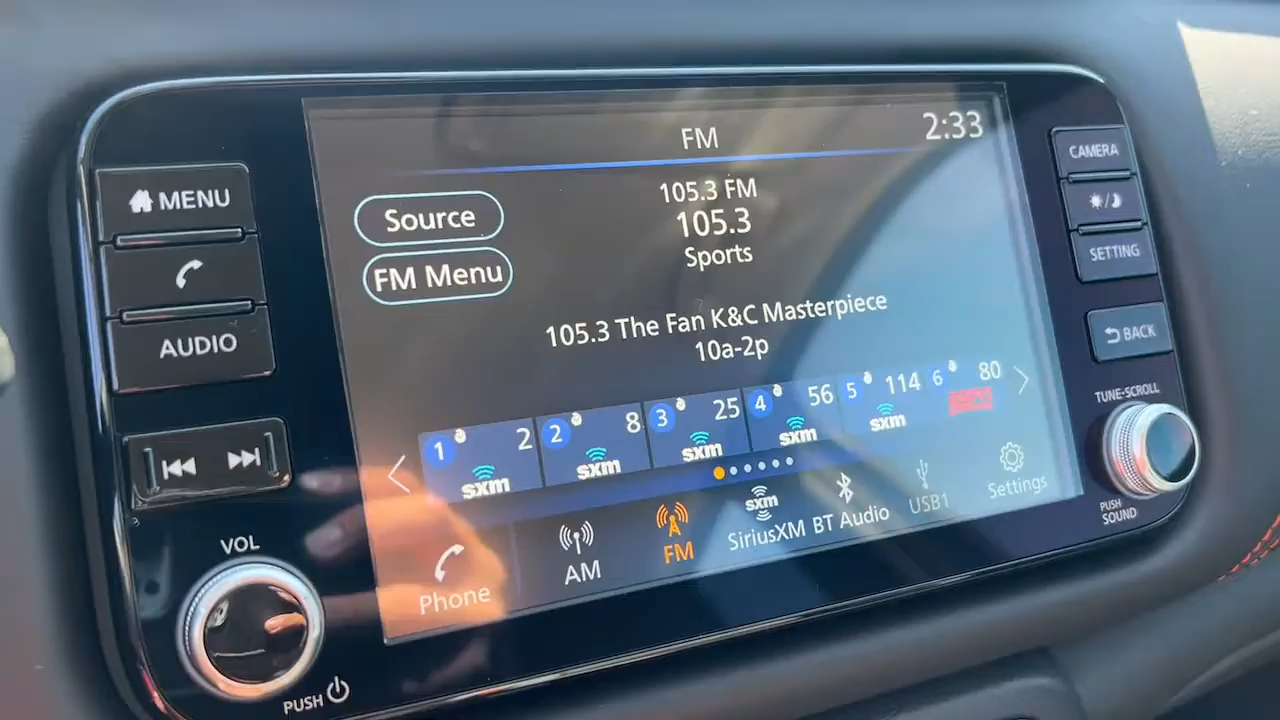 FM
2:33
105.3 FM
105.3
Sports
Source
FM Menu
105.3 The Fan K&C Masterpiece
10a-2p
1 2 sxm
2 8 sxm
3 25 sxm
4 56 sxm
5 114 sxm
6 80
Phone
AM
FM
sxm
SiriusXM
BT Audio
USB1
Settings
MENU
AUDIO
VOL
PUSH
CAMERA
SETTING
BACK
TUNE·SCROLL
PUSH
SOUND